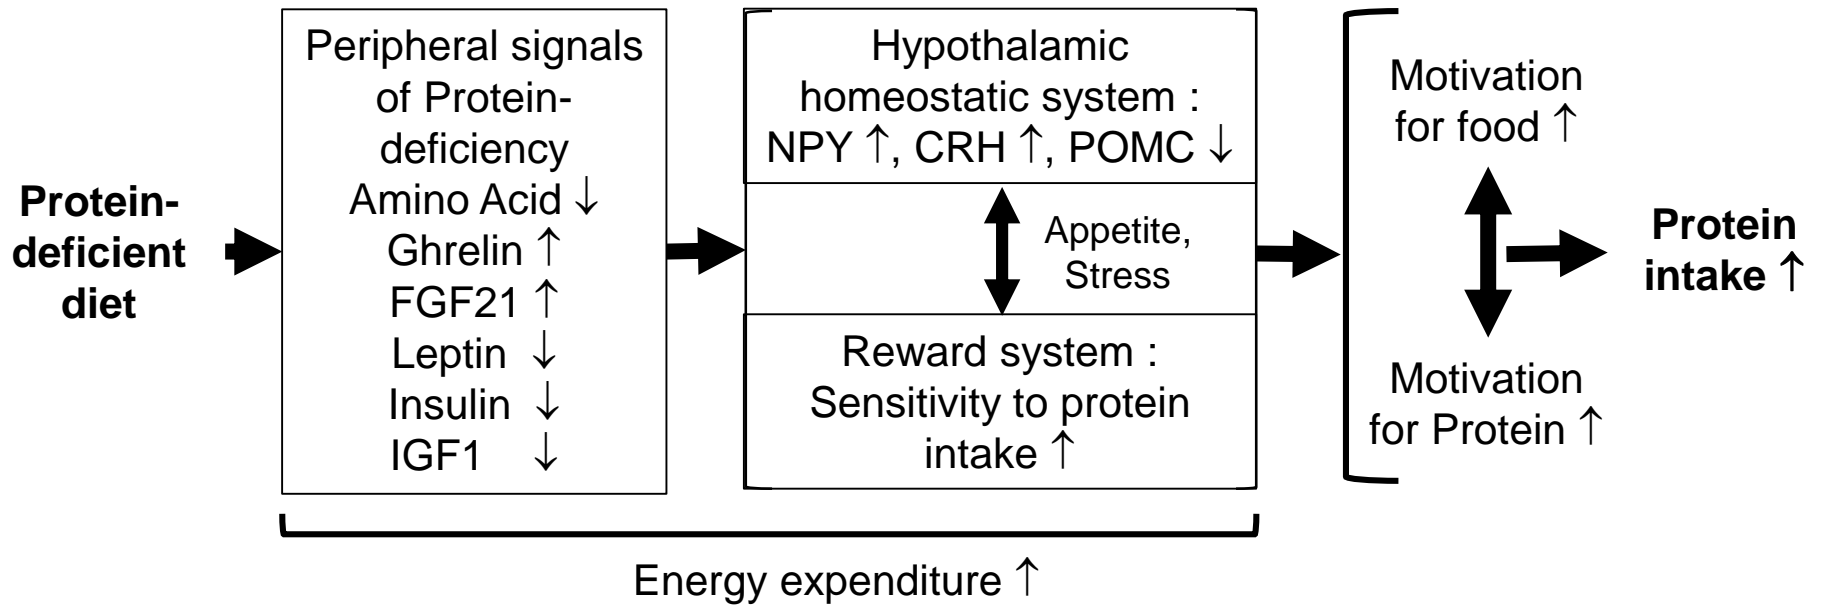 Protein-
deficient
diet
Peripheral signals
of Protein-
deficiency
Amino Acid ↓
Ghrelin ↑
FGF21 ↑
Leptin ↓
Insulin ↓
IGF1 ↓
Hypothalamic
homeostatic system :
NPY ↑, CRH ↑, POMC ↓
Appetite,
Stress
Reward system :
Sensitivity to protein
intake ↑
Motivation
for food ↑
Motivation
for Protein ↑
Protein
intake ↑
Energy expenditure ↑